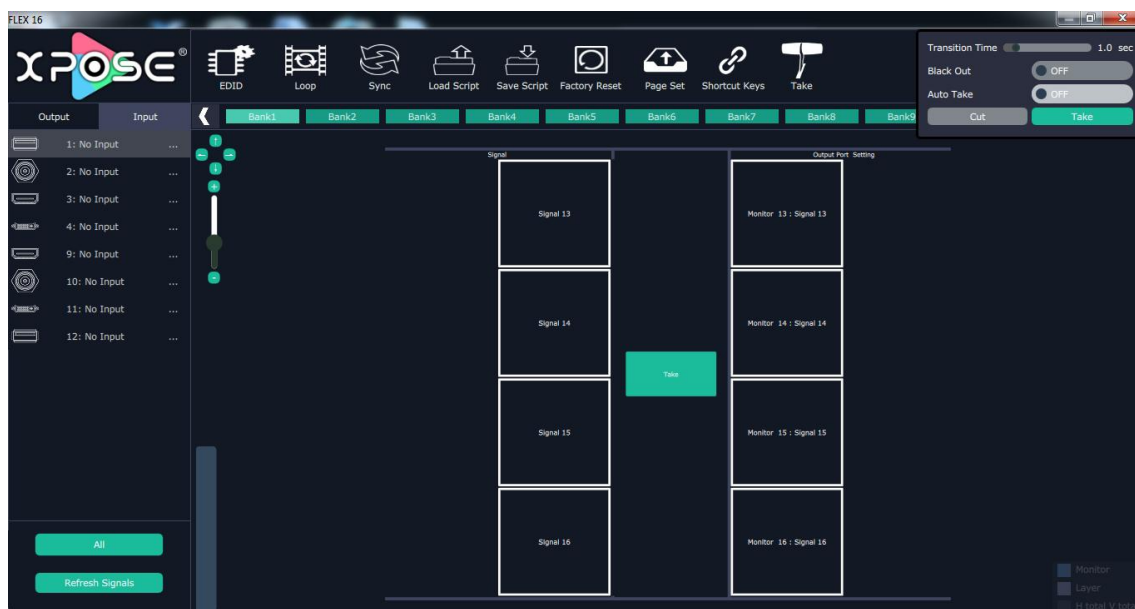 FLEX 16
XPOSE®
EDID
Loop
Sync
Load Script
Save Script
Factory Reset
Page Set
Shortcut Keys
Take
Transition Time 1.0 sec
Black Out OFF
Auto Take OFF
Cut Take
Output Input
Bank1 Bank2 Bank3 Bank4 Bank5 Bank6 Bank7 Bank8 Bank9
1: No Input ...
2: No Input ...
3: No Input ...
4: No Input ...
9: No Input ...
10: No Input ...
11: No Input ...
12: No Input ...
All
Refresh Signals
Signal Output Port Setting
Signal 13 Monitor 13 : Signal 13
Signal 14 Monitor 14 : Signal 14
Take
Signal 15 Monitor 15 : Signal 15
Signal 16 Monitor 16 : Signal 16
Monitor
Layer
H total V total